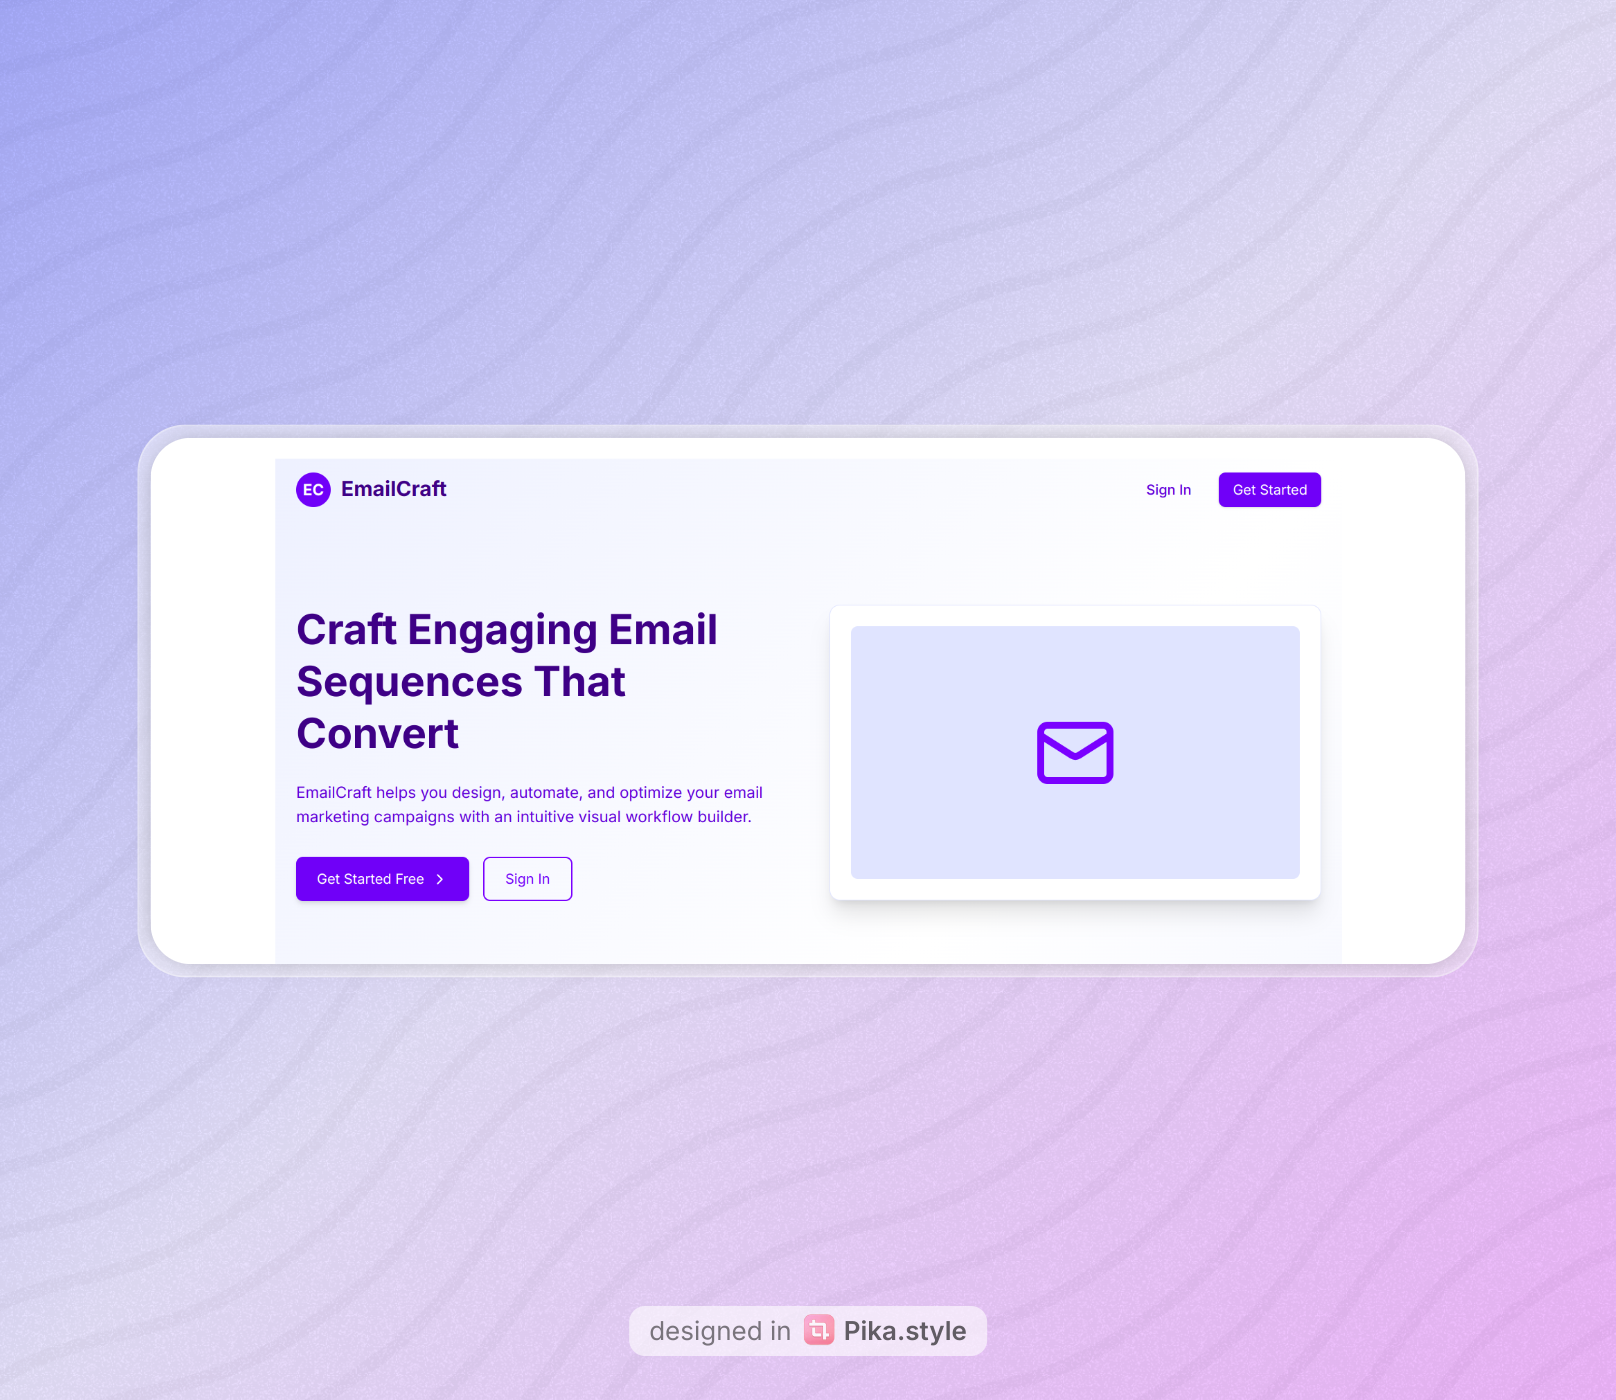 EC EmailCraft
Sign In
Get Started
Craft Engaging Email
Sequences That
Convert
EmailCraft helps you design, automate, and optimize your email
marketing campaigns with an intuitive visual workflow builder.
Get Started Free
Sign In
designed in Pika.style